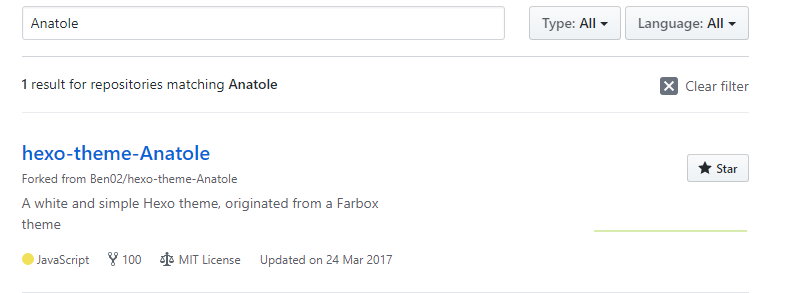 Anatole
Type: All
Language: All
1 result for repositories matching Anatole
Clear filter
hexo-theme-Anatole
Star
Forked from Ben02/hexo-theme-Anatole
A white and simple Hexo theme, originated from a Farbox
theme
JavaScript 100 MIT License Updated on 24 Mar 2017